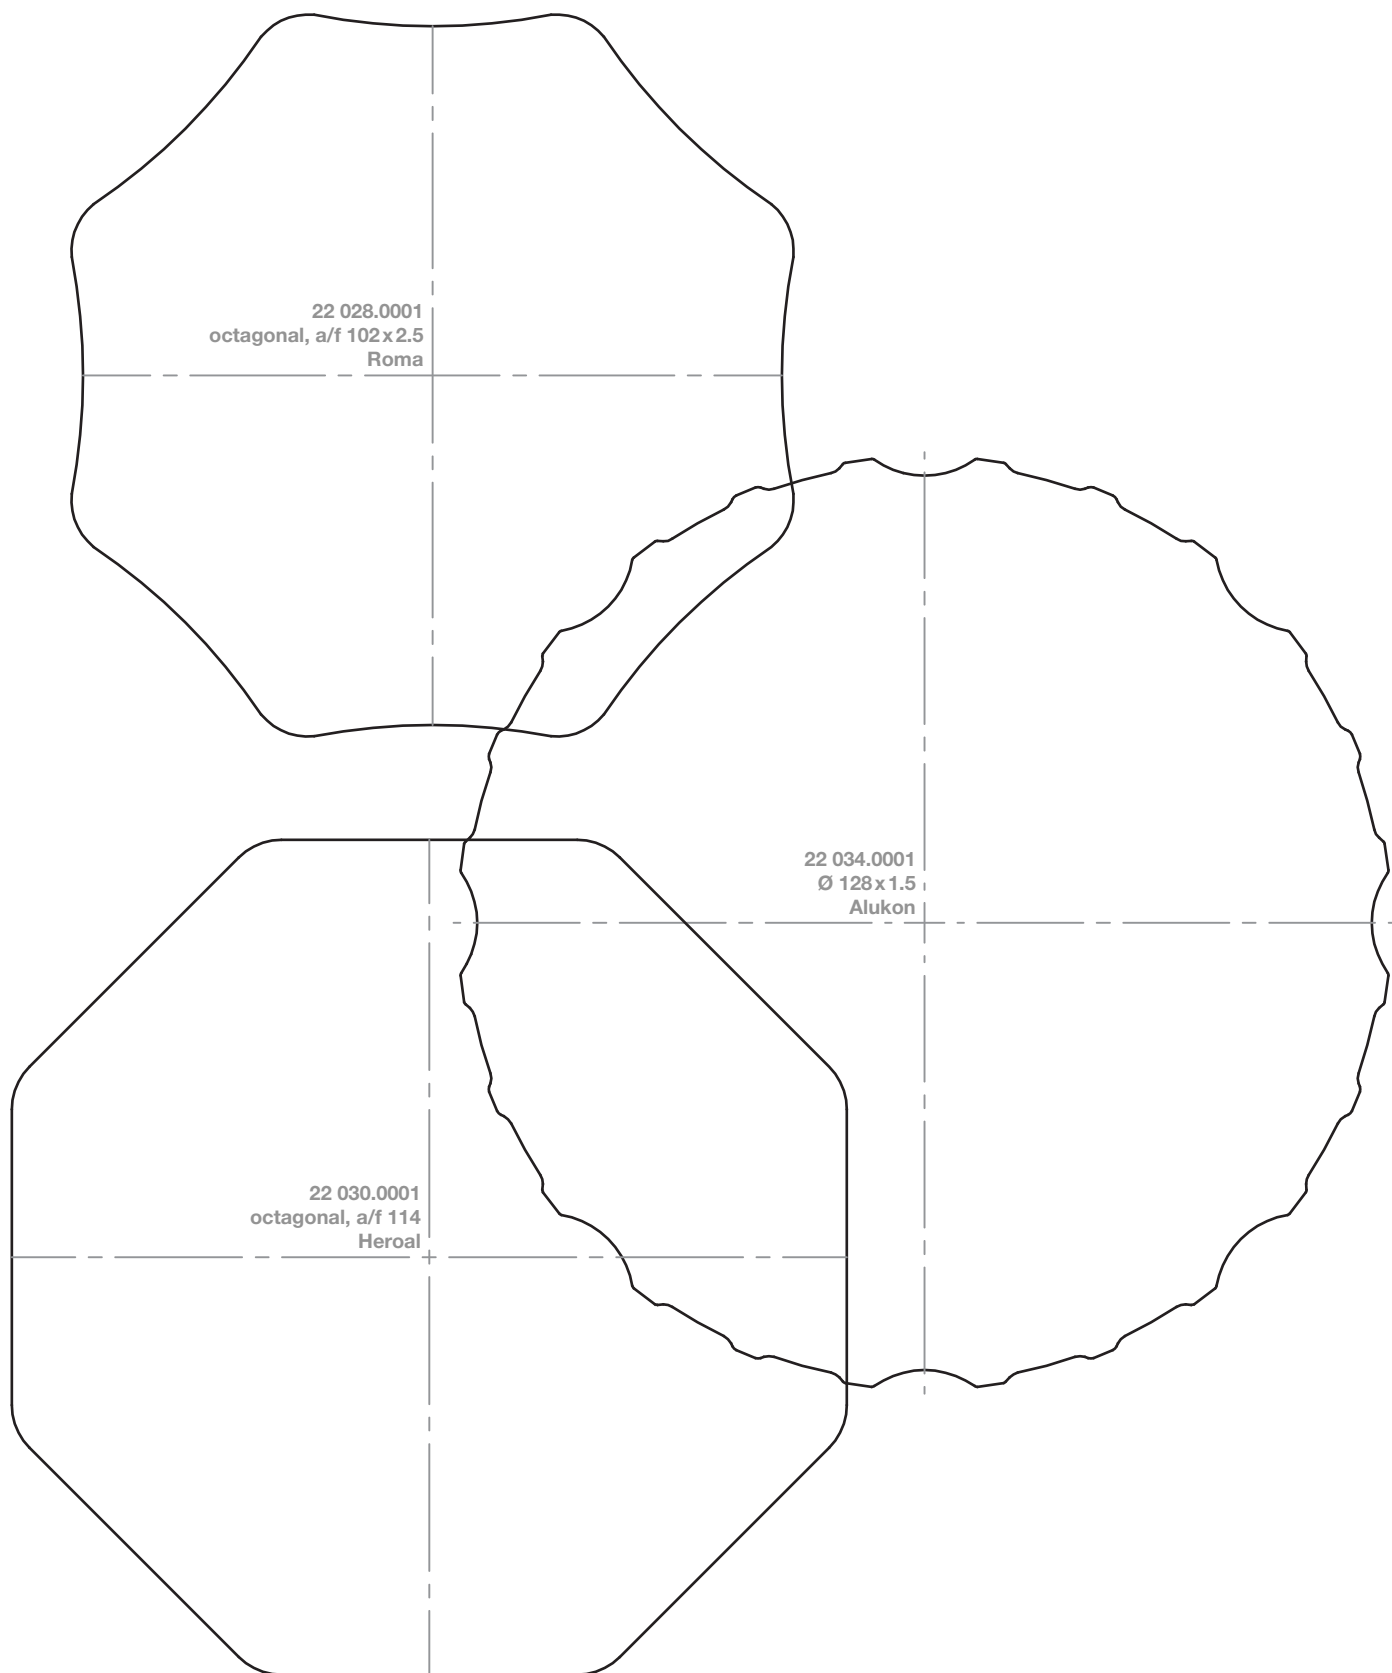 22 028.0001
octagonal, a/f 102 x 2.5
Roma
22 034.0001
Ø 128 x 1.5
Alukon
22 030.0001
octagonal, a/f 114
Heroal